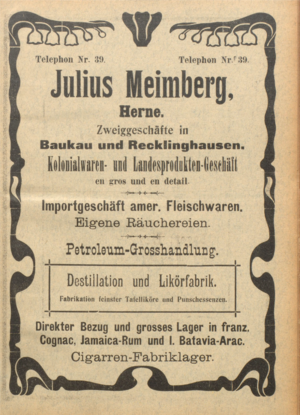 Telephon Nr. 39. Telephon Nr. 39.
Julius Meimberg,
Herne.
Zweiggeschäfte in
Baukau und Recklinghausen.
Kolonialwaren- und Landesprodukten-Geschäft
en gros und en detail.
Importgeschäft amer. Fleischwaren.
Eigene Räuchereien.
Petroleum-Grosshandlung.
Destillation und Likörfabrik.
Fabrikation feinster Tafelliköre und Punschessenzen.
Direkter Bezug und grosses Lager in franz.
Cognac, Jamaica-Rum und I. Batavia-Arac.
Cigarren-Fabriklager.